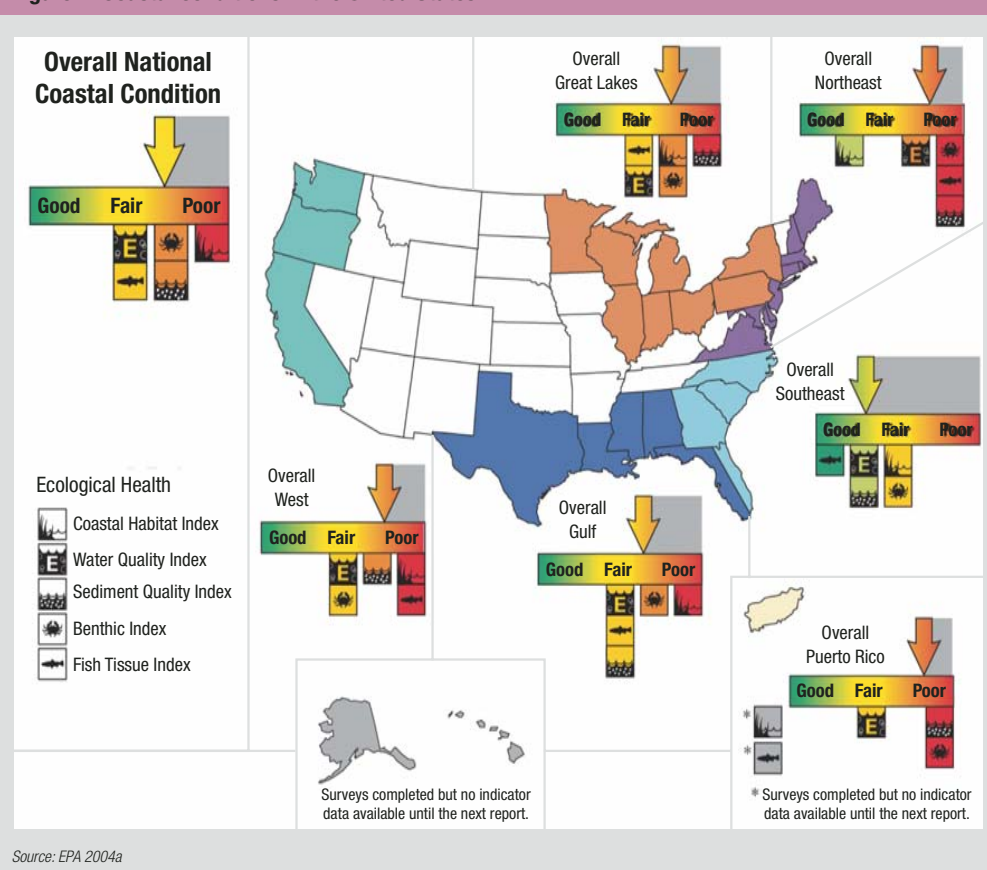 Overall National
Coastal Condition
Good Fair Poor
E
Overall
Great Lakes
Good Fair Poor
E
Overall
Northeast
Good Fair Poor
E
Overall
Southeast
Good Fair Poor
E
Ecological Health
Coastal Habitat Index
E Water Quality Index
Sediment Quality Index
Benthic Index
Fish Tissue Index
Overall
West
Good Fair Poor
E
Overall
Gulf
Good Fair Poor
E
Overall
Puerto Rico
Good Fair Poor
E
*
*
Surveys completed but no indicator
data available until the next report.
* Surveys completed but no indicator
data available until the next report.
Source: EPA 2004a